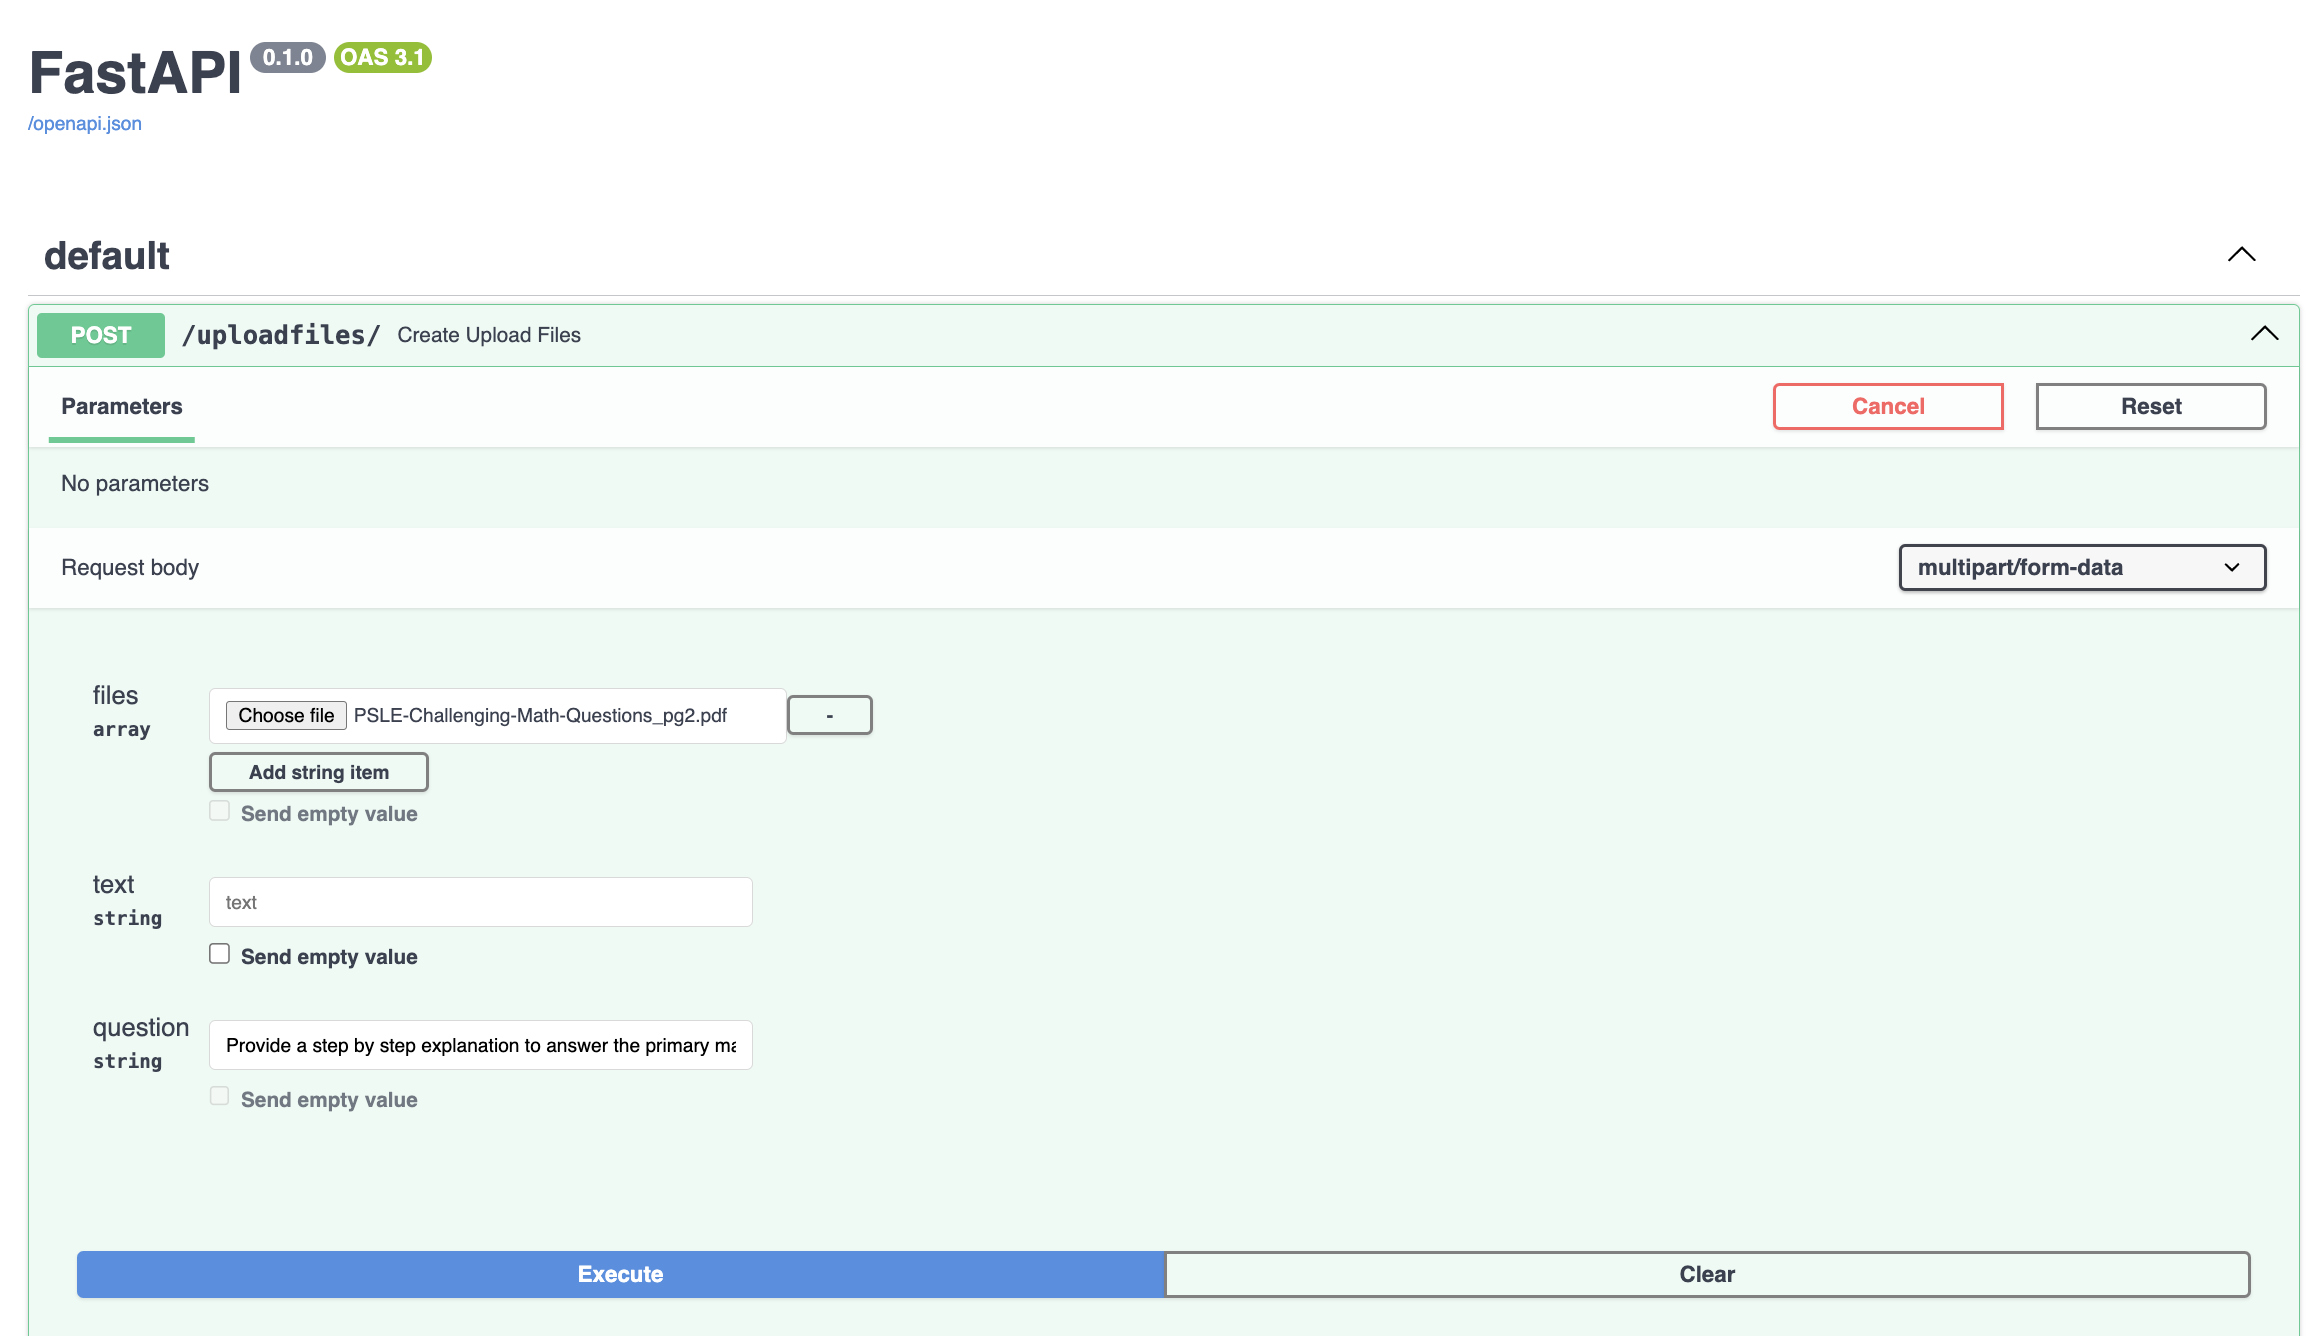 FastAPI 0.1.0 OAS 3.1
/openapi.json
default
POST /uploadfiles/ Create Upload Files
Parameters Cancel Reset
No parameters
Request body multipart/form-data
files
array
Choose file PSLE-Challenging-Math-Questions_pg2.pdf -
Add string item
Send empty value
text
string
text
Send empty value
question
string
Provide a step by step explanation to answer the primary ma
Send empty value
Execute Clear